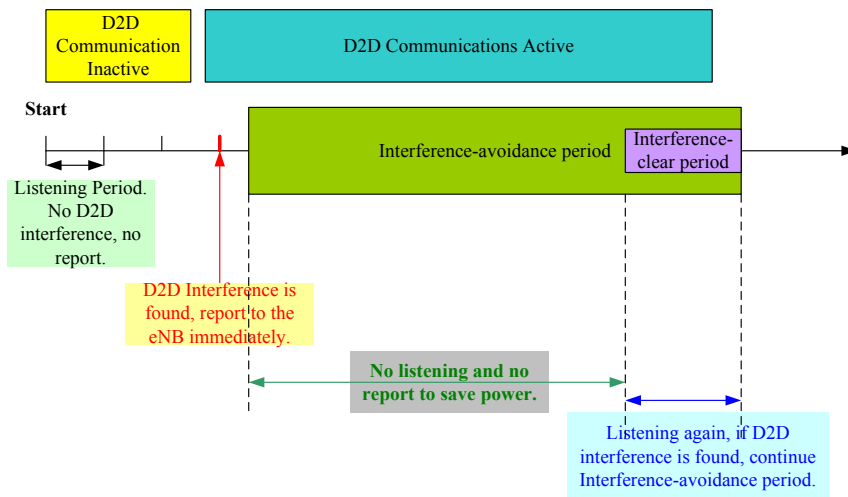 D2D
Communication
Inactive
D2D Communications Active
Start
Interference-avoidance period
Interference-
clear period
Listening Period.
No D2D
interference, no
report.
D2D Interference is
found, report to the
eNB immediately.
No listening and no
report to save power.
Listening again, if D2D
interference is found, continue
Interference-avoidance period.